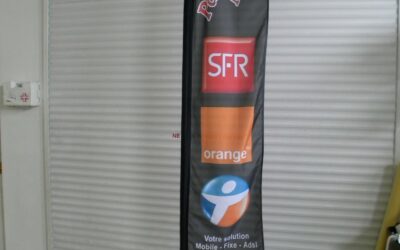 SFR
orange
Votre solution
Mobile - Fixe - Adsl